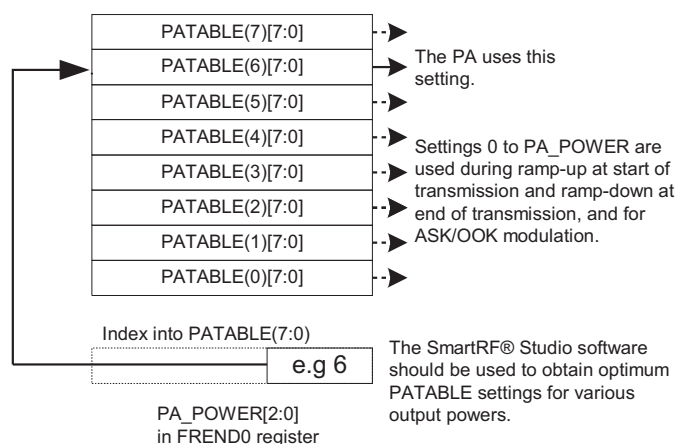 PATABLE(7)[7:0]
PATABLE(6)[7:0]
The PA uses this
setting.
PATABLE(5)[7:0]
PATABLE(4)[7:0]
PATABLE(3)[7:0]
PATABLE(2)[7:0]
PATABLE(1)[7:0]
PATABLE(0)[7:0]
Settings 0 to PA_POWER are
used during ramp-up at start of
transmission and ramp-down at
end of transmission, and for
ASK/OOK modulation.
Index into PATABLE(7:0)
e.g 6
PA_POWER[2:0]
in FREND0 register
The SmartRF® Studio software
should be used to obtain optimum
PATABLE settings for various
output powers.